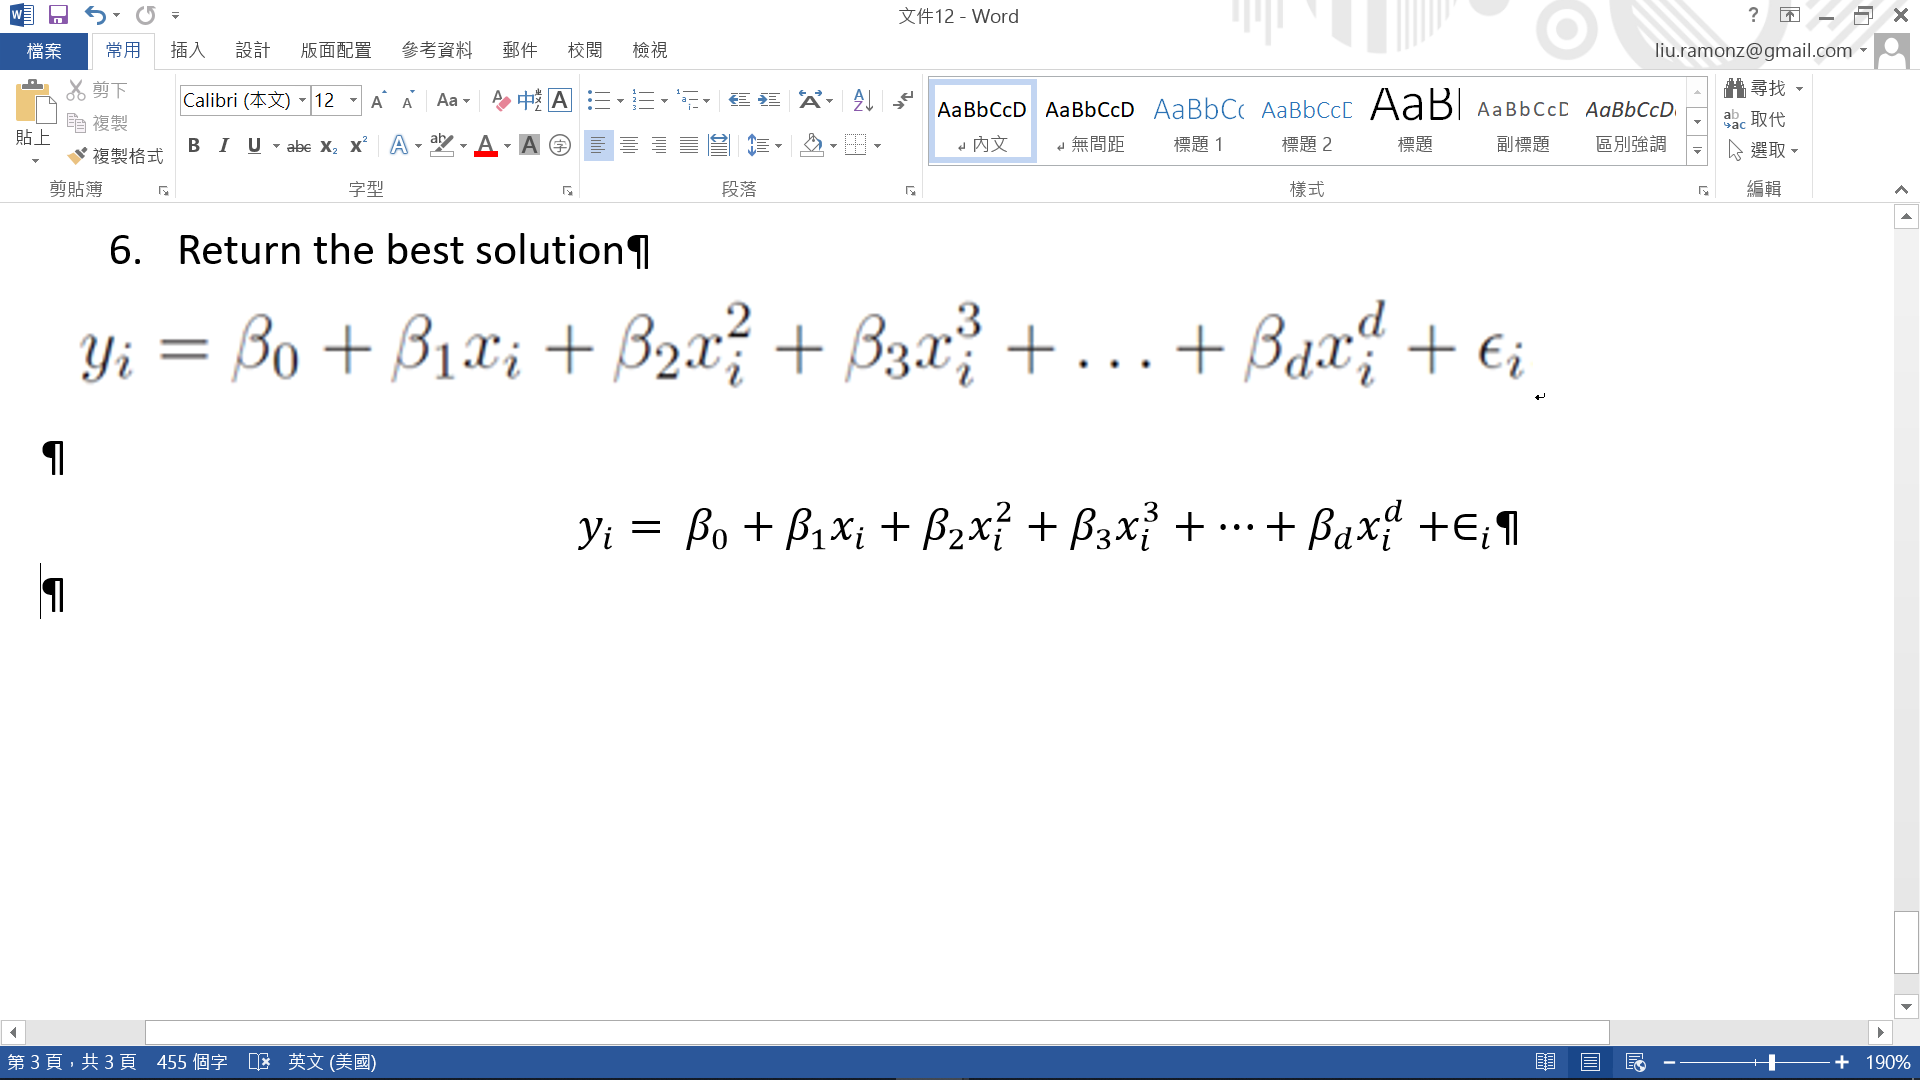 文件12 - Word
?
檔案 常用 插入 設計 版面配置 參考資料 郵件 校閱 檢視
liu.ramonz@gmail.com
貼上
剪下
複製
複製格式
剪貼簿
Calibri (本文) 12
字型
段落
AaBbCcD AaBbCcD AaBbCc AaBbCcD AaBl AaBbCcD AaBbCcD
↲ 內文 ↲ 無間距 標題 1 標題 2 標題 副標題 區別強調
樣式
尋找
取代
選取
編輯
6. Return the best solution¶
yᵢ = β₀ + β₁xᵢ + β₂xᵢ² + β₃xᵢ³ + . . . + β_d xᵢᵈ + ϵᵢ ↵
¶
yᵢ = β₀ + β₁xᵢ + β₂xᵢ² + β₃xᵢ³ + ⋯ + β_d xᵢᵈ +∈ᵢ¶
¶
第 3 頁，共 3 頁 455 個字 英文 (美國) 190%